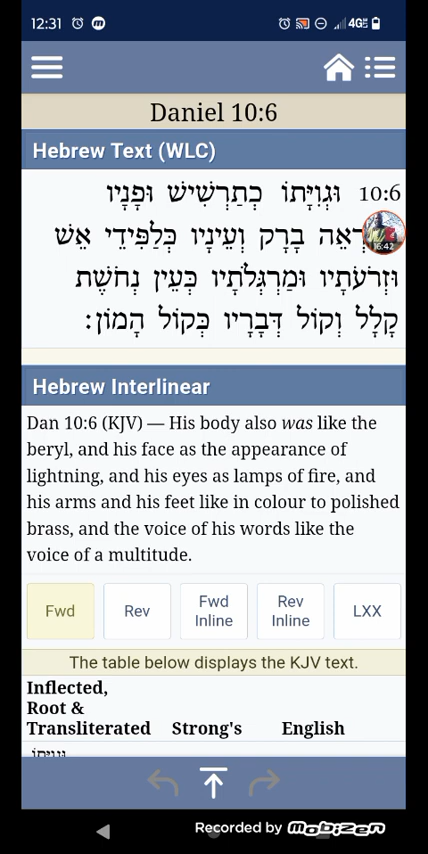 12:31
4G
Daniel 10:6
Hebrew Text (WLC)
10:6 וּגְוִיָּתוֹ כְתַרְשִׁישׁ וּפָנָיו
בָרָק וְעֵינָיו כְּלַפִּידֵי אֵשׁ
16:42
וּזְרֹעֹתָיו וּמַרְגְּלֹתָיו כְּעֵין נְחֹשֶׁת
קָלָל וְקוֹל דְּבָרָיו כְּקוֹל הָמוֹן׃
Hebrew Interlinear
Dan 10:6 (KJV) — His body also was like the
beryl, and his face as the appearance of
lightning, and his eyes as lamps of fire, and
his arms and his feet like in colour to polished
brass, and the voice of his words like the
voice of a multitude.
Fwd
Rev
Fwd
Inline
Rev
Inline
LXX
The table below displays the KJV text.
Inflected,
Root &
Transliterated Strong's English
Recorded by Mobizen